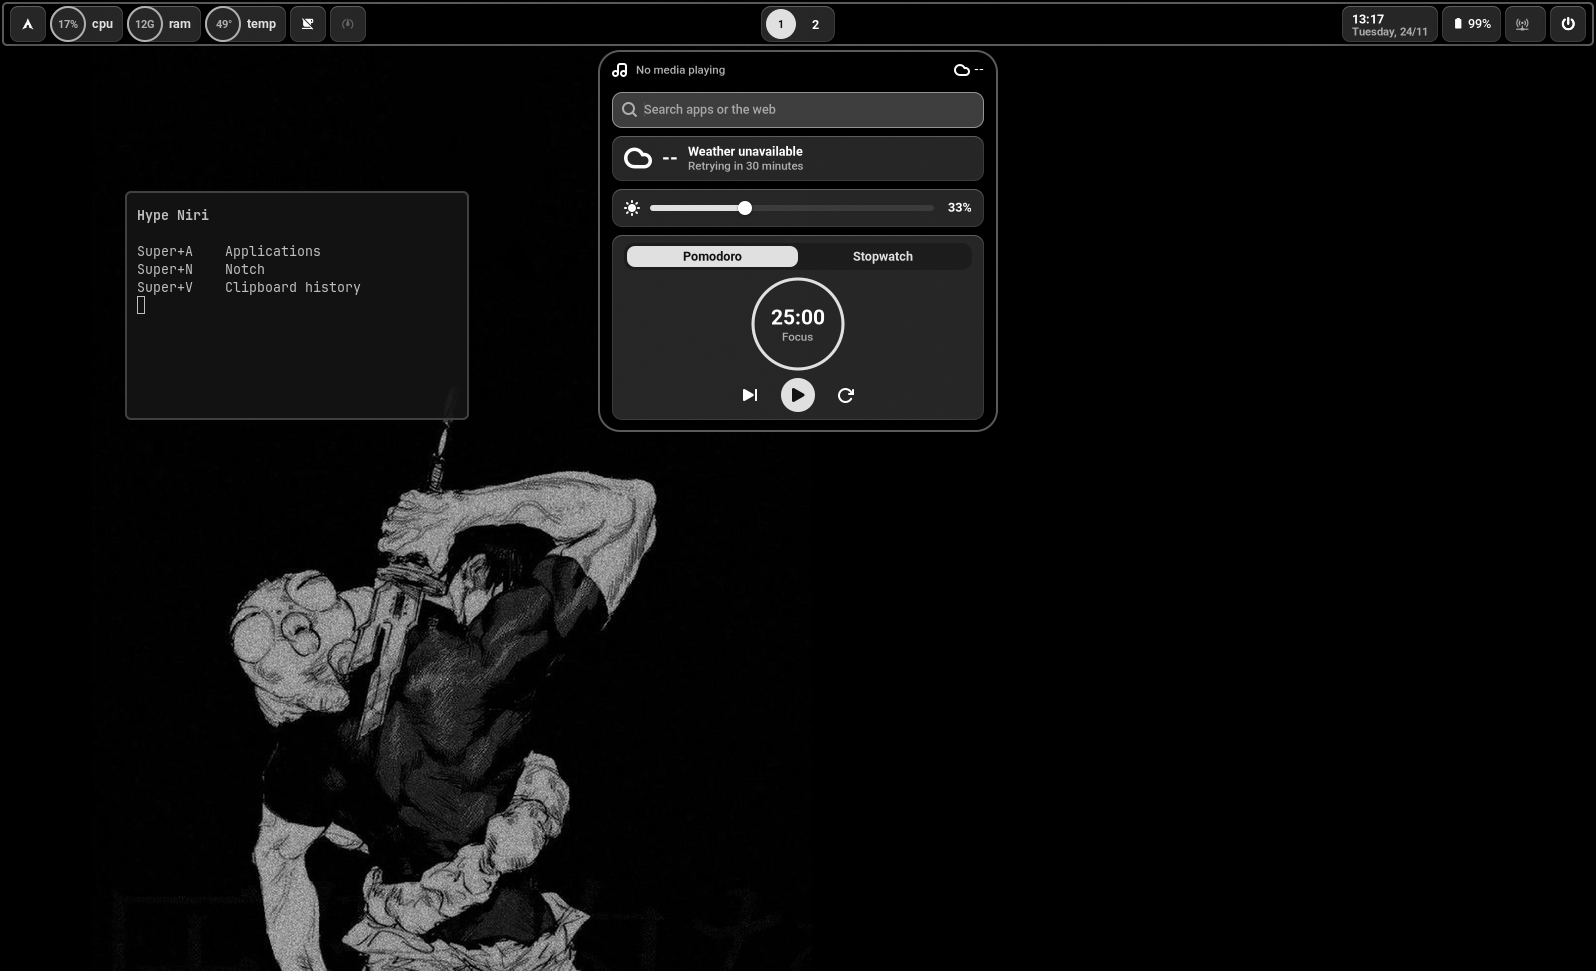 17% cpu 12G ram 49° temp
1 2
13:17
Tuesday, 24/11
99%
No media playing --
Search apps or the web
-- Weather unavailable
Retrying in 30 minutes
33%
Pomodoro Stopwatch
25:00
Focus
Hype Niri
Super+A Applications
Super+N Notch
Super+V Clipboard history